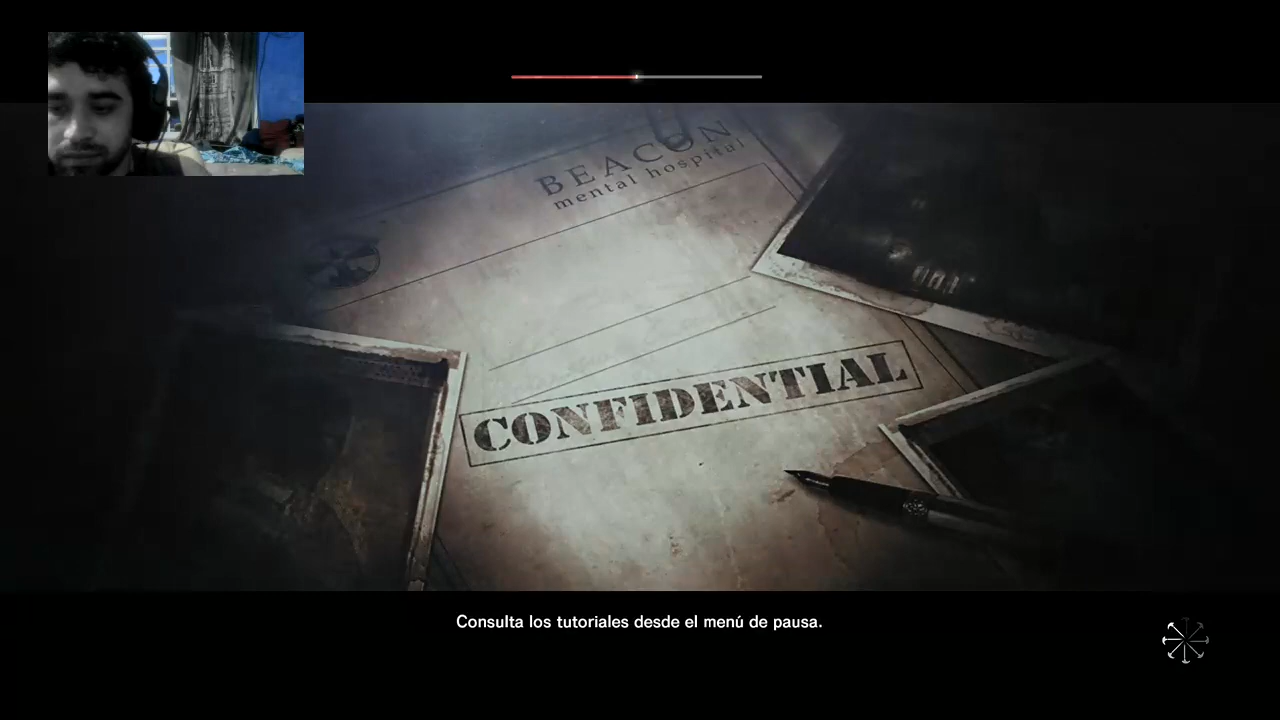 BEACON
mental hospital
CONFIDENTIAL
Consulta los tutoriales desde el menú de pausa.